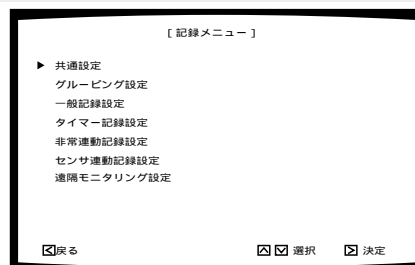 [ 記録メニュー ]
▶ 共通設定
グルーピング設定
一般記録設定
タイマー記録設定
非常連動記録設定
センサ連動記録設定
遠隔モニタリング設定
戻る 選択 決定